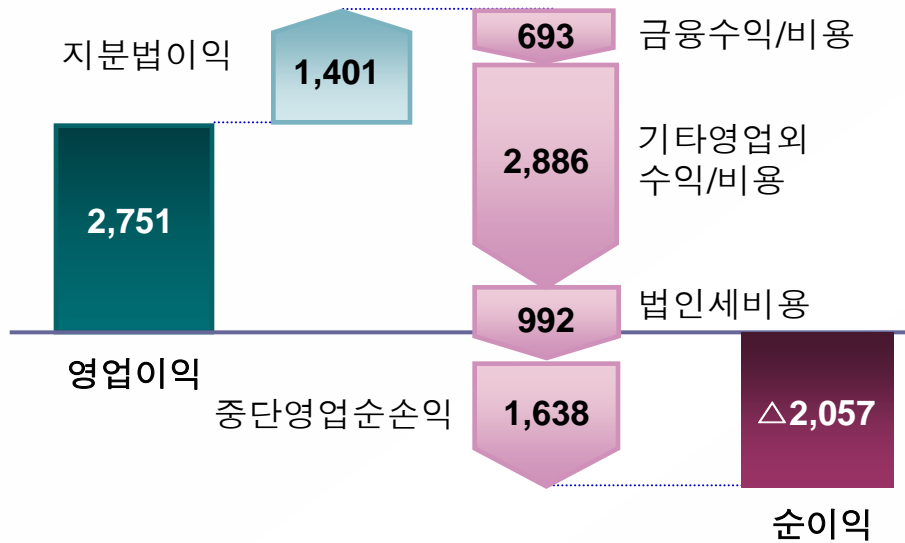 지분법이익
1,401
693
금융수익/비용
2,886
기타영업외
수익/비용
2,751
992
법인세비용
영업이익
중단영업순손익
1,638
△2,057
순이익